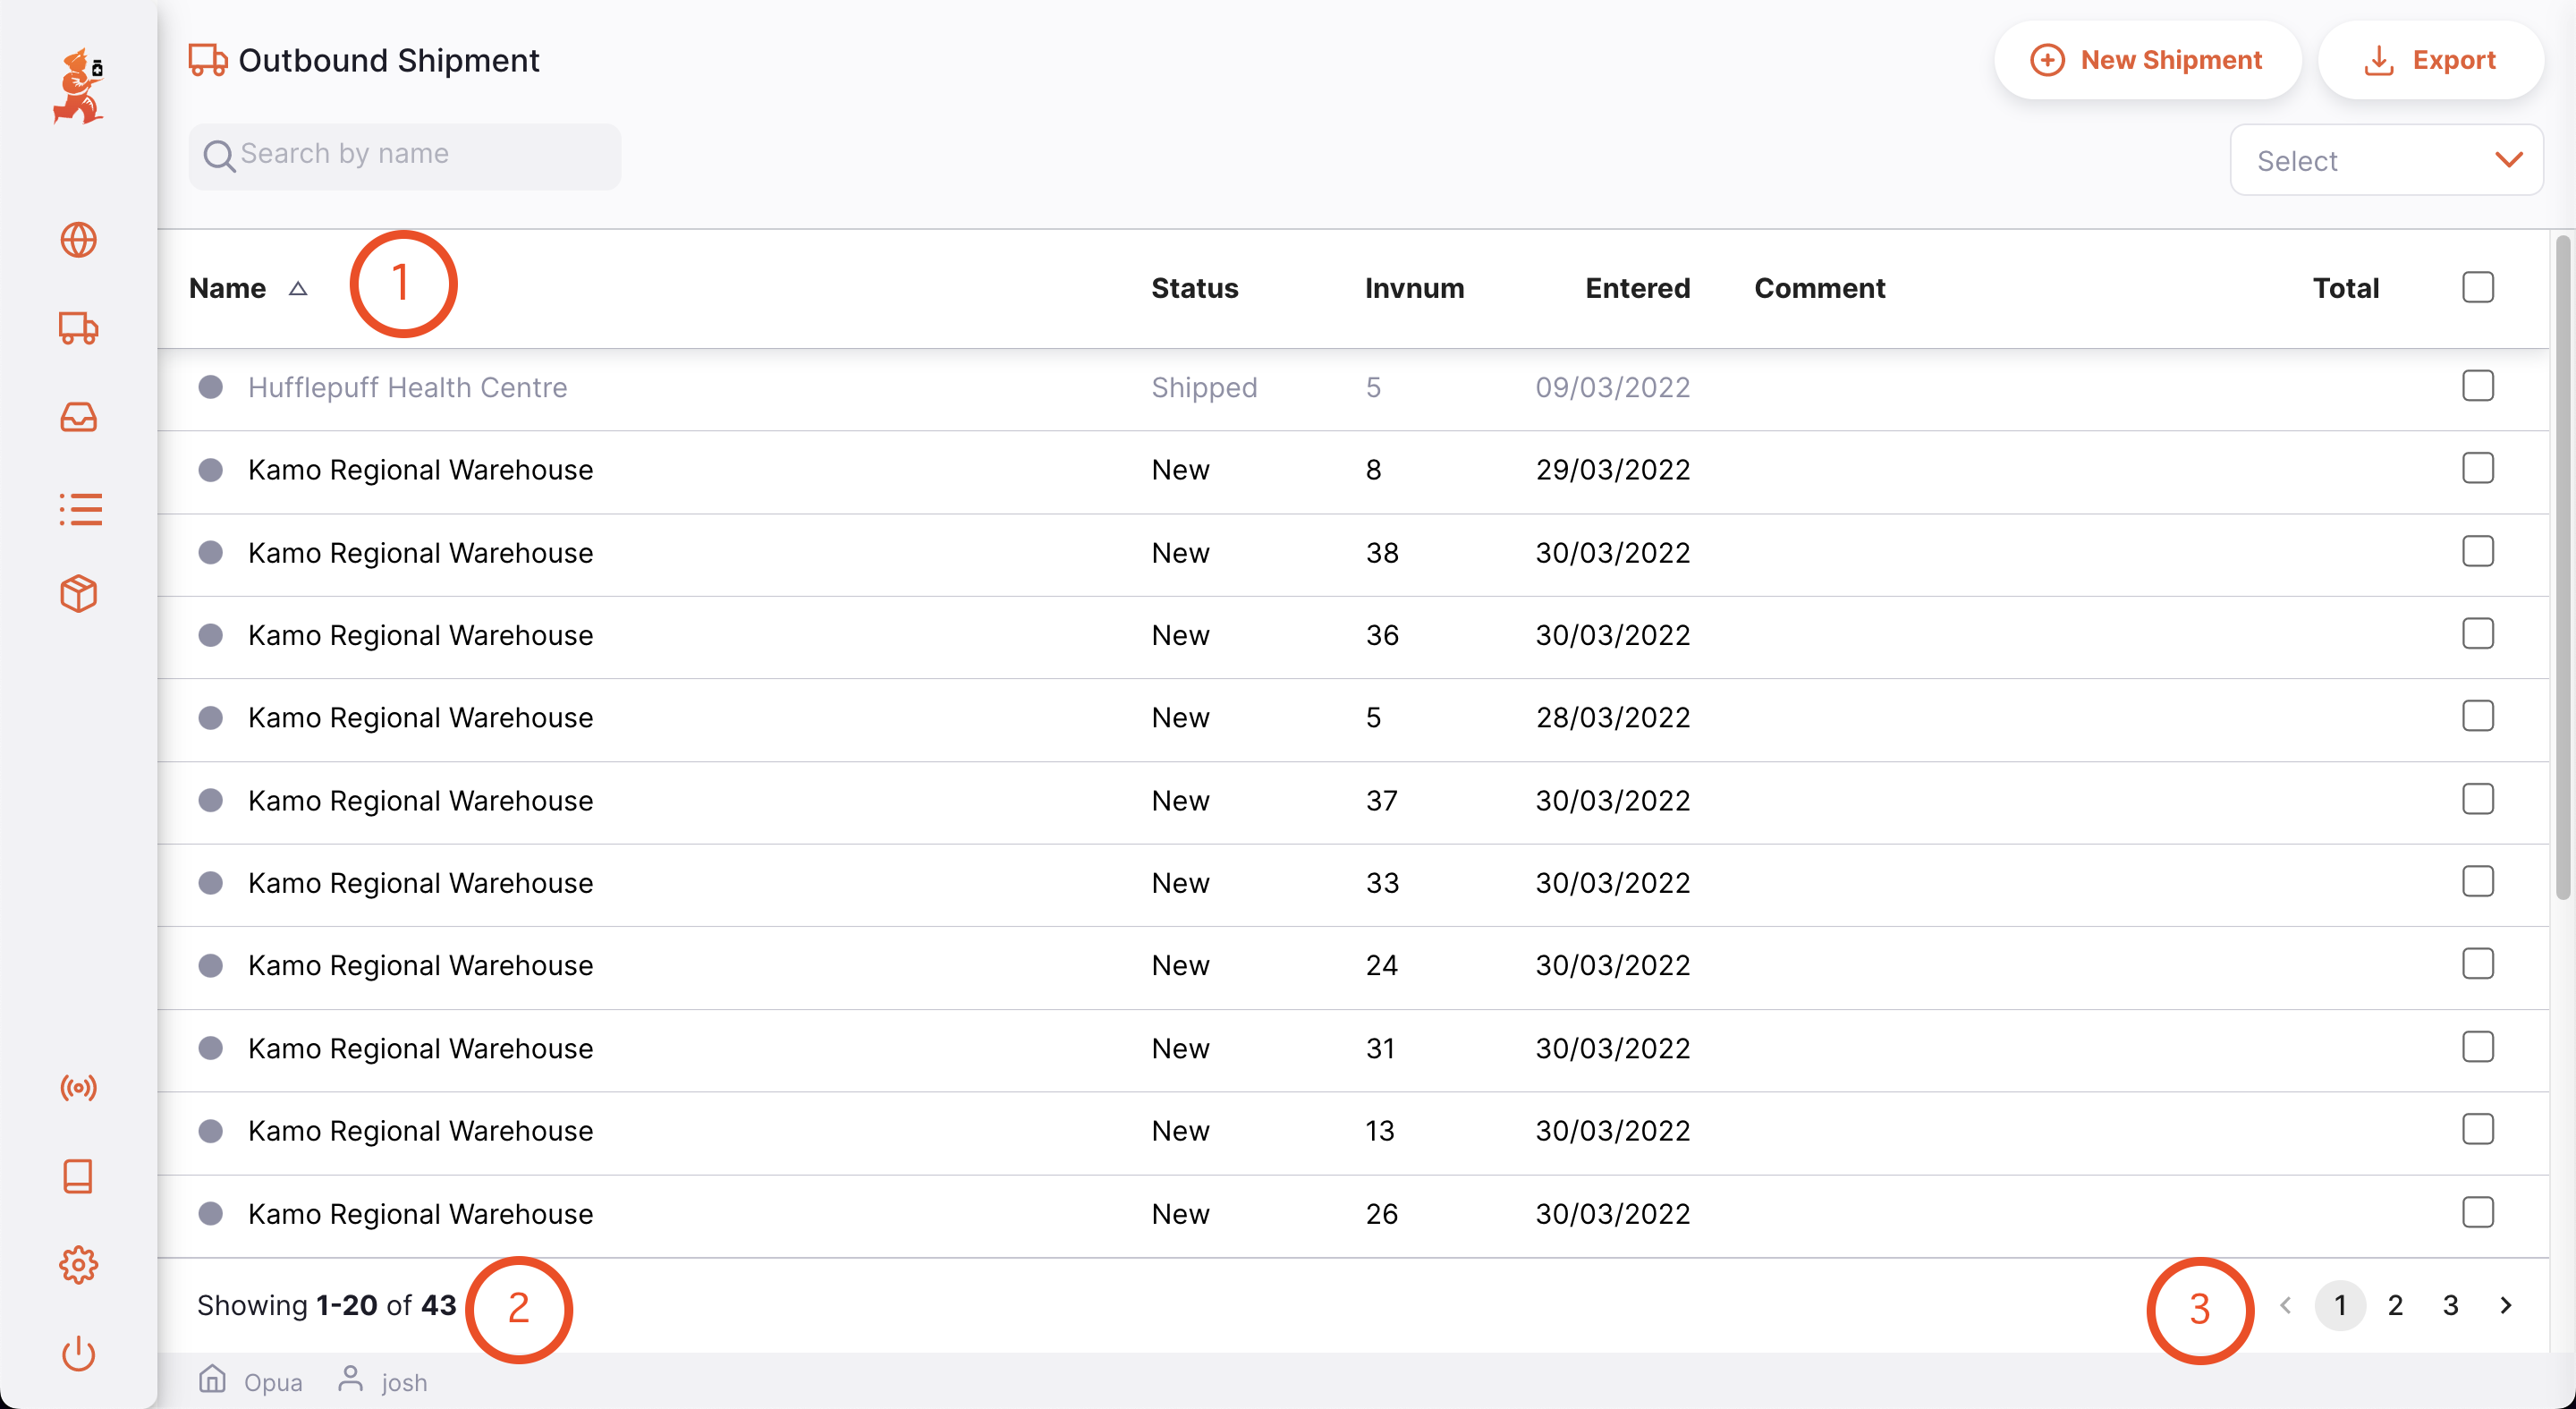 Outbound Shipment
New Shipment
Export
Search by name
Select
Name 1 Status Invnum Entered Comment Total
Hufflepuff Health Centre Shipped 5 09/03/2022
Kamo Regional Warehouse New 8 29/03/2022
Kamo Regional Warehouse New 38 30/03/2022
Kamo Regional Warehouse New 36 30/03/2022
Kamo Regional Warehouse New 5 28/03/2022
Kamo Regional Warehouse New 37 30/03/2022
Kamo Regional Warehouse New 33 30/03/2022
Kamo Regional Warehouse New 24 30/03/2022
Kamo Regional Warehouse New 31 30/03/2022
Kamo Regional Warehouse New 13 30/03/2022
Kamo Regional Warehouse New 26 30/03/2022
Showing 1-20 of 43 2 3 1 2 3
Opua josh